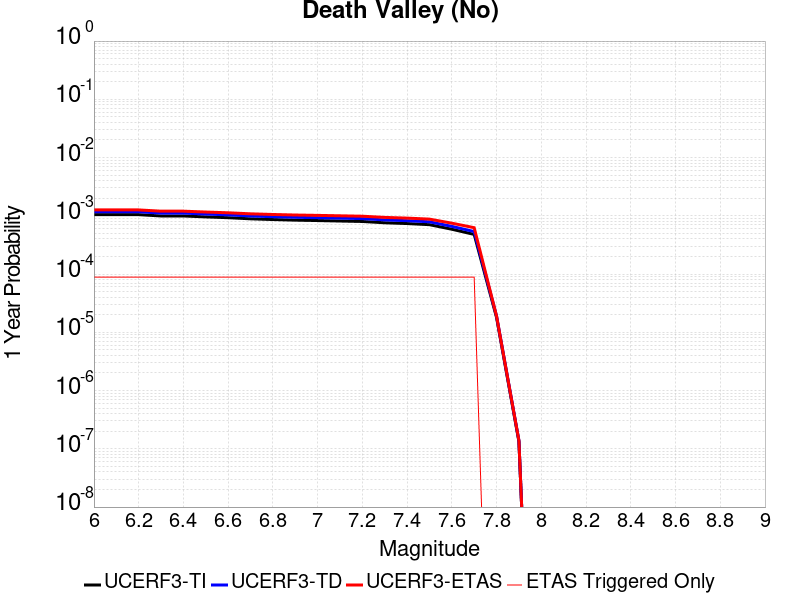 Death Valley (No)
10^0
10^-1
10^-2
10^-3
10^-4
10^-5
10^-6
10^-7
10^-8
1 Year Probability
6 6.2 6.4 6.6 6.8 7 7.2 7.4 7.6 7.8 8 8.2 8.4 8.6 8.8 9
Magnitude
UCERF3-TI UCERF3-TD UCERF3-ETAS ETAS Triggered Only